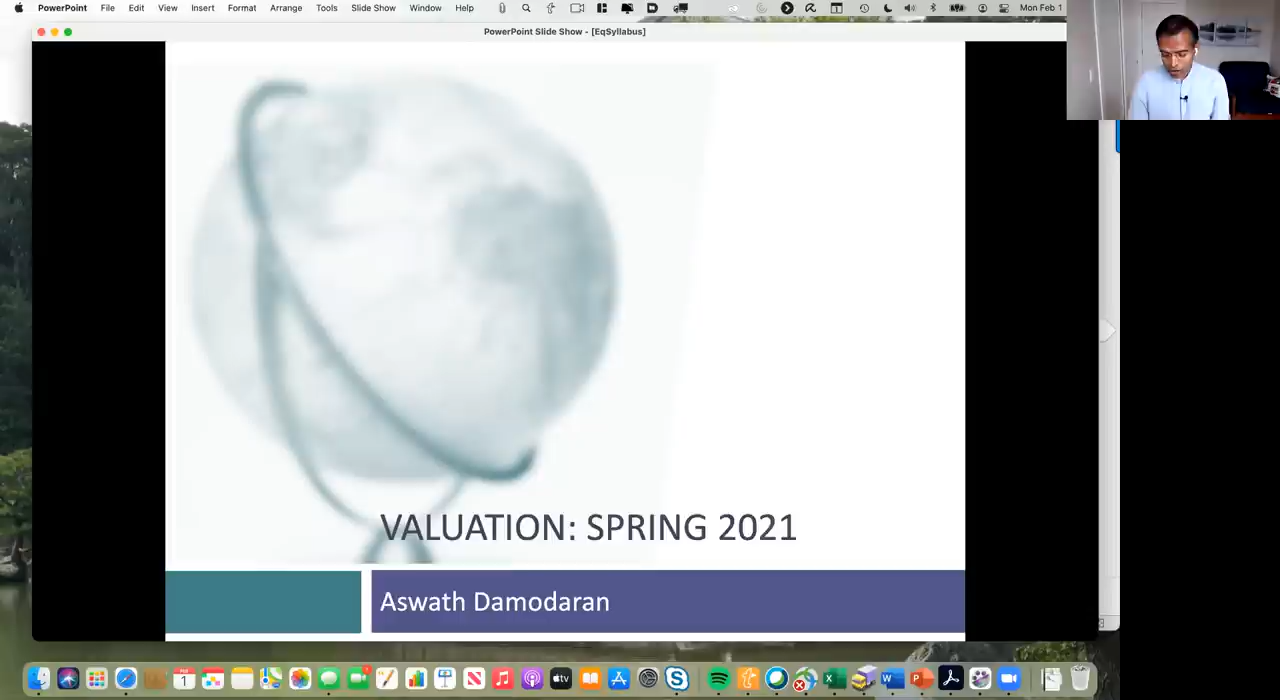 PowerPoint File Edit View Insert Format Arrange Tools Slide Show Window Help Mon Feb 1
PowerPoint Slide Show - [EqSyllabus]
VALUATION: SPRING 2021
Aswath Damodaran